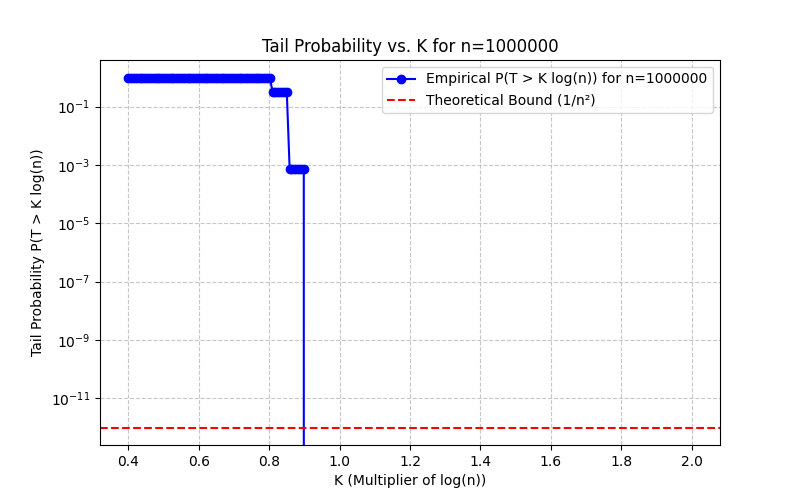 Tail Probability vs. K for n=1000000
Empirical P(T > K log(n)) for n=1000000
Theoretical Bound (1/n²)
Tail Probability P(T > K log(n))
10⁻¹
10⁻³
10⁻⁵
10⁻⁷
10⁻⁹
10⁻¹¹
0.4 0.6 0.8 1.0 1.2 1.4 1.6 1.8 2.0
K (Multiplier of log(n))